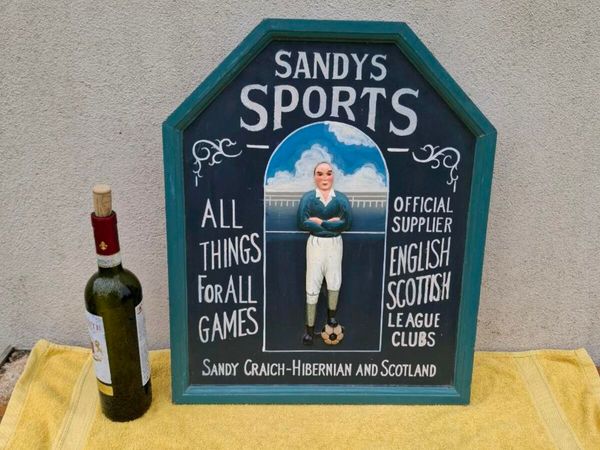 SANDYS
SPORTS
ALL
THINGS
FOR ALL
GAMES
OFFICIAL
SUPPLIER
ENGLISH
SCOTTISH
LEAGUE
CLUBS
SANDY CRAICH-HIBERNIAN AND SCOTLAND